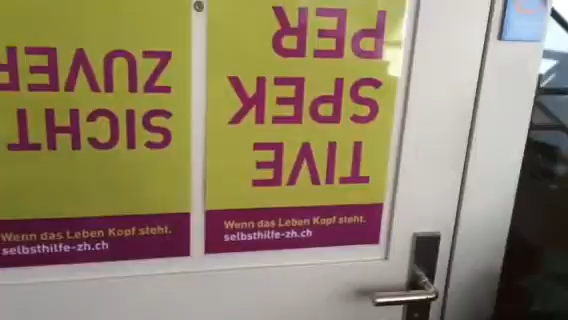 ZUVER
SICHT
Wenn das Leben Kopf steht.
selbsthilfe-zh.ch
PER
SPEK
TIVE
Wenn das Leben Kopf steht.
selbsthilfe-zh.ch